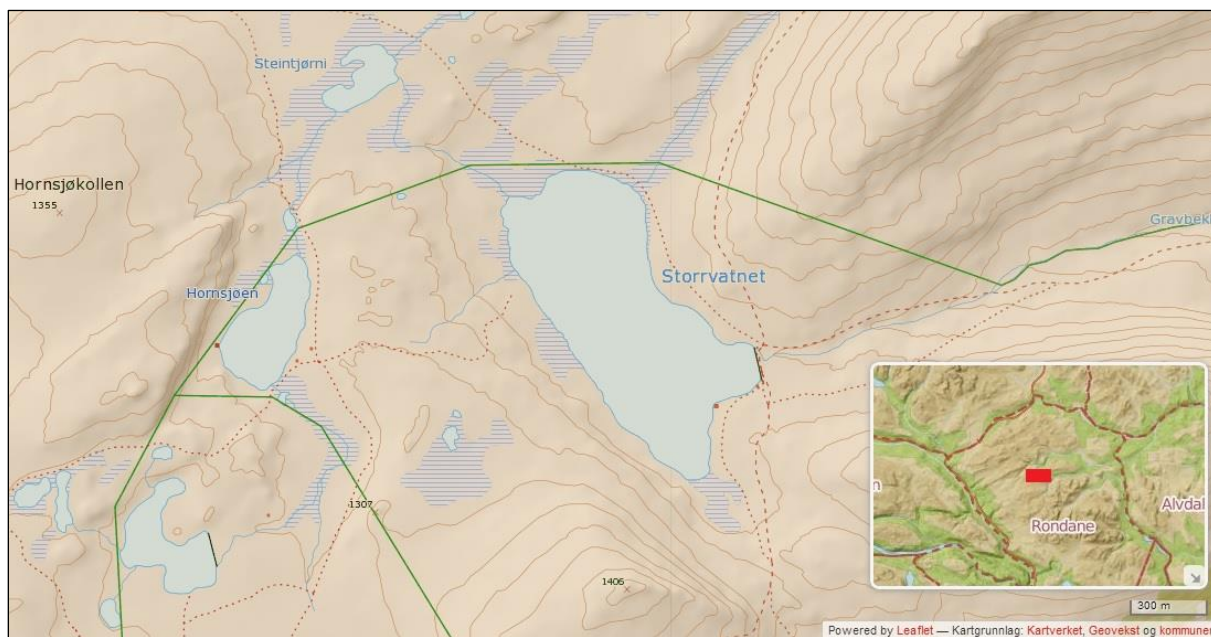 Steintjørni
Hornsjøkollen
1355
Gravbekk
Storrvatnet
Hornsjøen
1307
1406
n
Alvdal
Rondane
300 m
Powered by Leaflet — Kartgrunnlag: Kartverket, Geovekst og kommuner